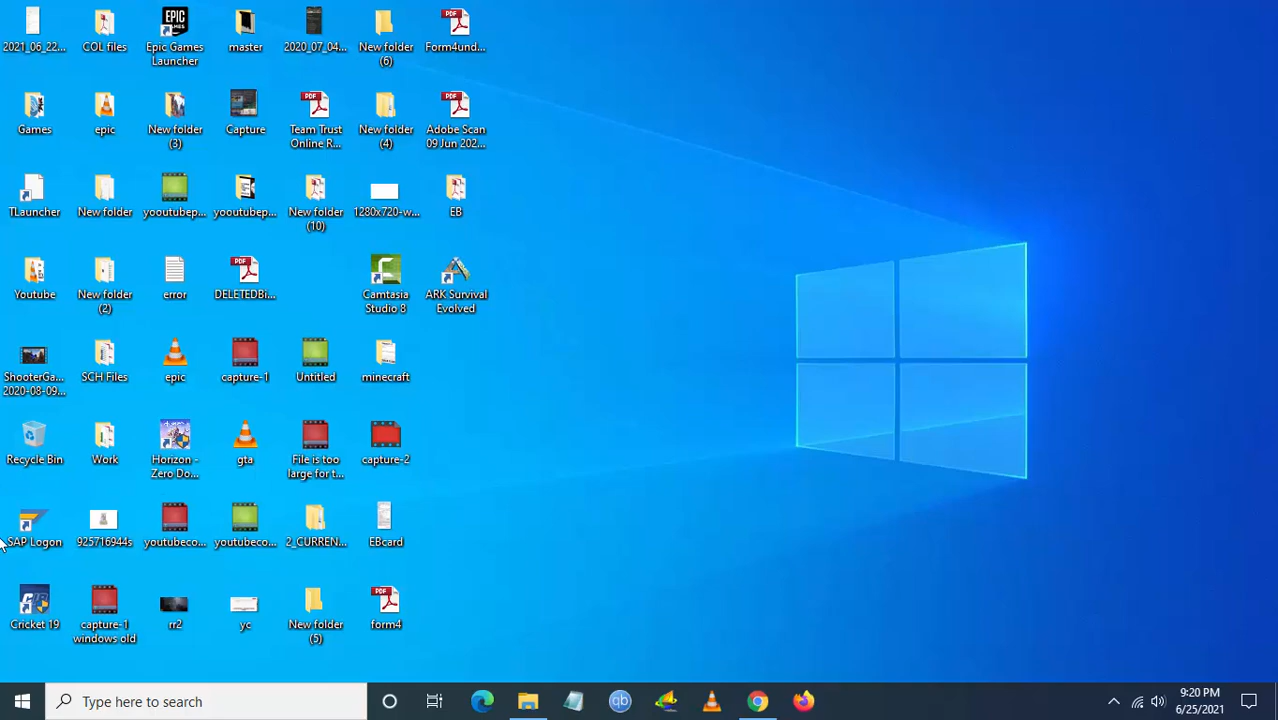 2021_06_22...
COL files
Epic Games
Launcher
master
2020_07_04...
New folder
(6)
Form4und...
Games
epic
New folder
(3)
Capture
Team Trust
Online R...
New folder
(4)
Adobe Scan
09 Jun 202...
TLauncher
New folder
yooutubep...
yooutubep...
New folder
(10)
1280x720-w...
EB
Youtube
New folder
(2)
error
DELETEDBi...
Camtasia
Studio 8
ARK Survival
Evolved
ShooterGa...
2020-08-09...
SCH Files
epic
capture-1
Untitled
minecraft
Recycle Bin
Work
Horizon -
Zero Do...
gta
File is too
large for t...
capture-2
SAP Logon
925716944s
youtubeco...
youtubeco...
2_CURREN...
EBcard
Cricket 19
capture-1
windows old
rr2
yc
New folder
(5)
form4
Type here to search
qb
9:20 PM
6/25/2021